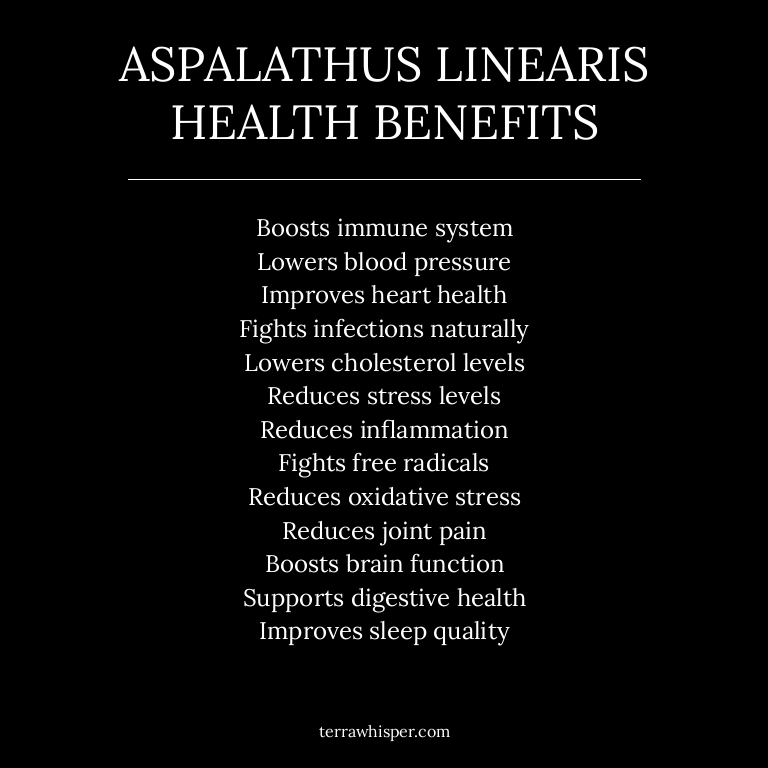 ASPALATHUS LINEARIS
HEALTH BENEFITS
Boosts immune system
Lowers blood pressure
Improves heart health
Fights infections naturally
Lowers cholesterol levels
Reduces stress levels
Reduces inflammation
Fights free radicals
Reduces oxidative stress
Reduces joint pain
Boosts brain function
Supports digestive health
Improves sleep quality
terrawhisper.com